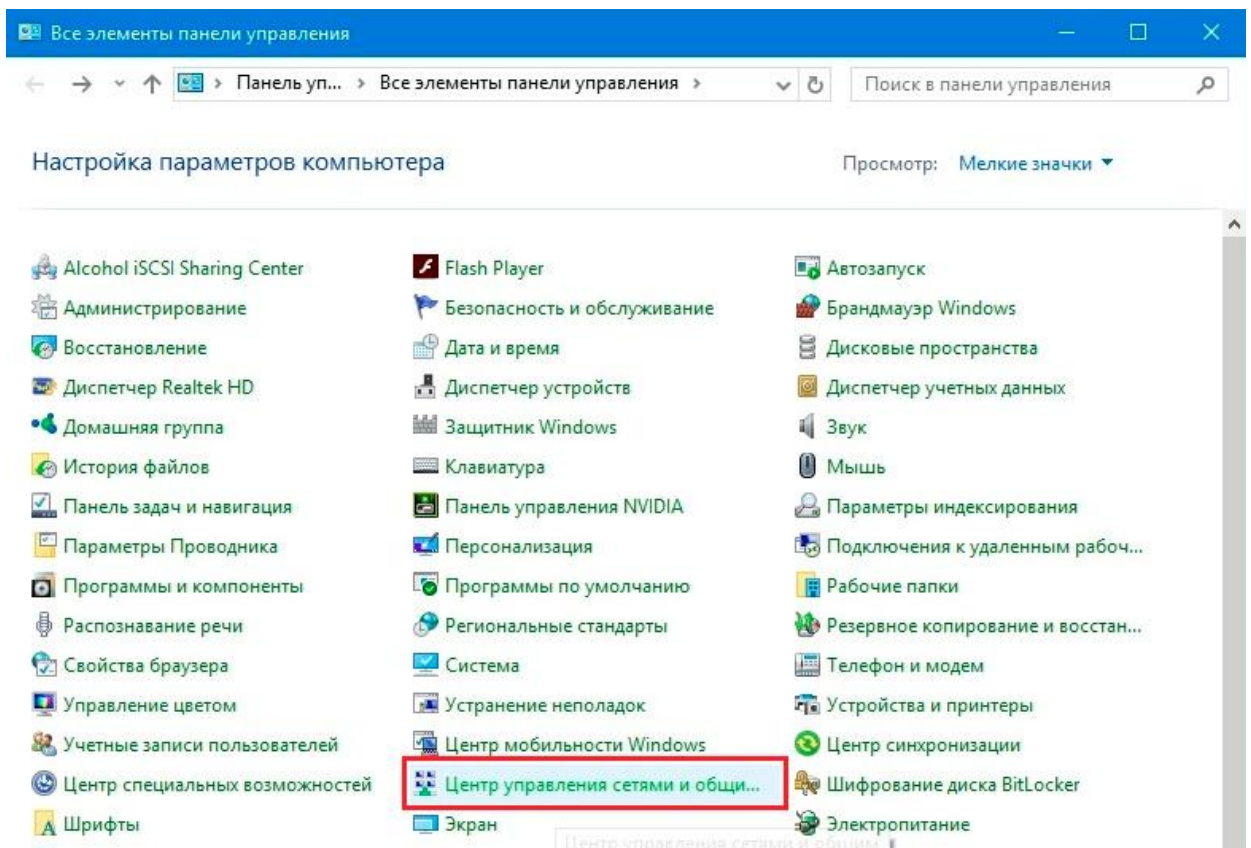 Все элементы панели управления
Панель уп... > Все элементы панели управления >
Поиск в панели управления
Настройка параметров компьютера
Просмотр: Мелкие значки
Alcohol iSCSI Sharing Center
Flash Player
Автозапуск
Администрирование
Безопасность и обслуживание
Брандмауэр Windows
Восстановление
Дата и время
Дисковые пространства
Диспетчер Realtek HD
Диспетчер устройств
Диспетчер учетных данных
Домашняя группа
Защитник Windows
Звук
История файлов
Клавиатура
Мышь
Панель задач и навигация
Панель управления NVIDIA
Параметры индексирования
Параметры Проводника
Персонализация
Подключения к удаленным рабоч...
Программы и компоненты
Программы по умолчанию
Рабочие папки
Распознавание речи
Региональные стандарты
Резервное копирование и восстан...
Свойства браузера
Система
Телефон и модем
Управление цветом
Устранение неполадок
Устройства и принтеры
Учетные записи пользователей
Центр мобильности Windows
Центр синхронизации
Центр специальных возможностей
Центр управления сетями и общи...
Шифрование диска BitLocker
Шрифты
Экран
Электропитание
Центр управления сетями и общим